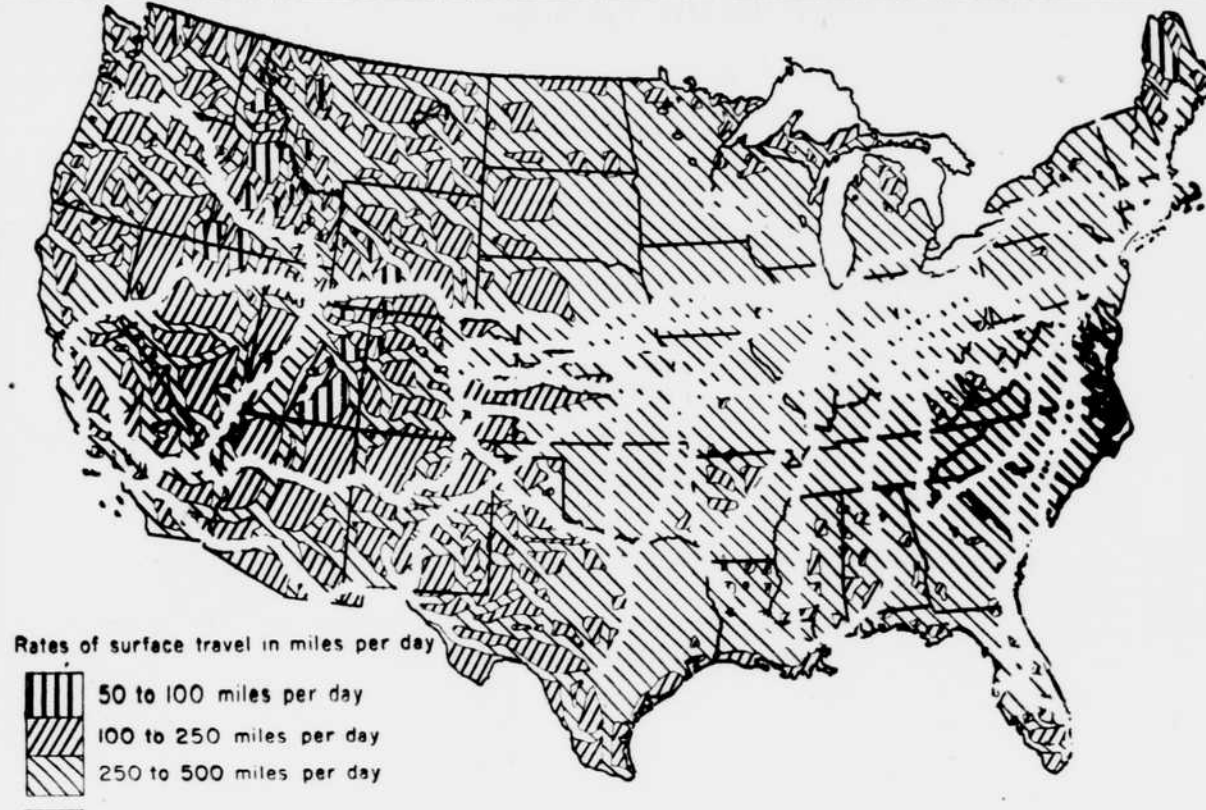 Rates of surface travel in miles per day
50 to 100 miles per day
100 to 250 miles per day
250 to 500 miles per day